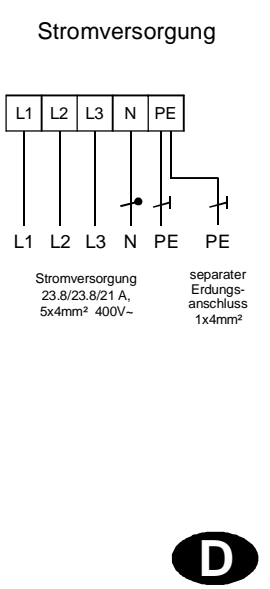 Stromversorgung
L1 L2 L3 N PE
L1 L2 L3 N PE PE
Stromversorgung
23.8/23.8/21 A,
5x4mm² 400V~
separater
Erdungs-
anschluss
1x4mm²
D